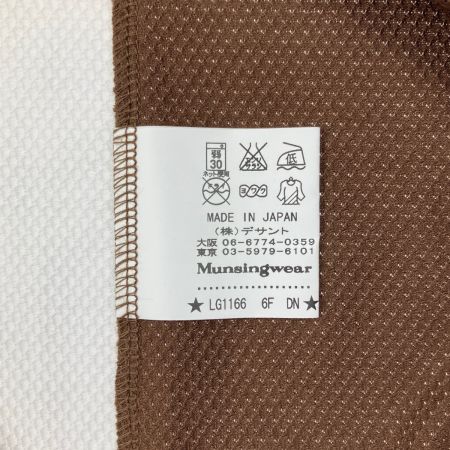 弱
30
低
ネット使用
MADE IN JAPAN
(株)デサント
大阪 06-6774-0359
東京 03-5979-6101
Munsingwear
★ LG1166 6F DN ★